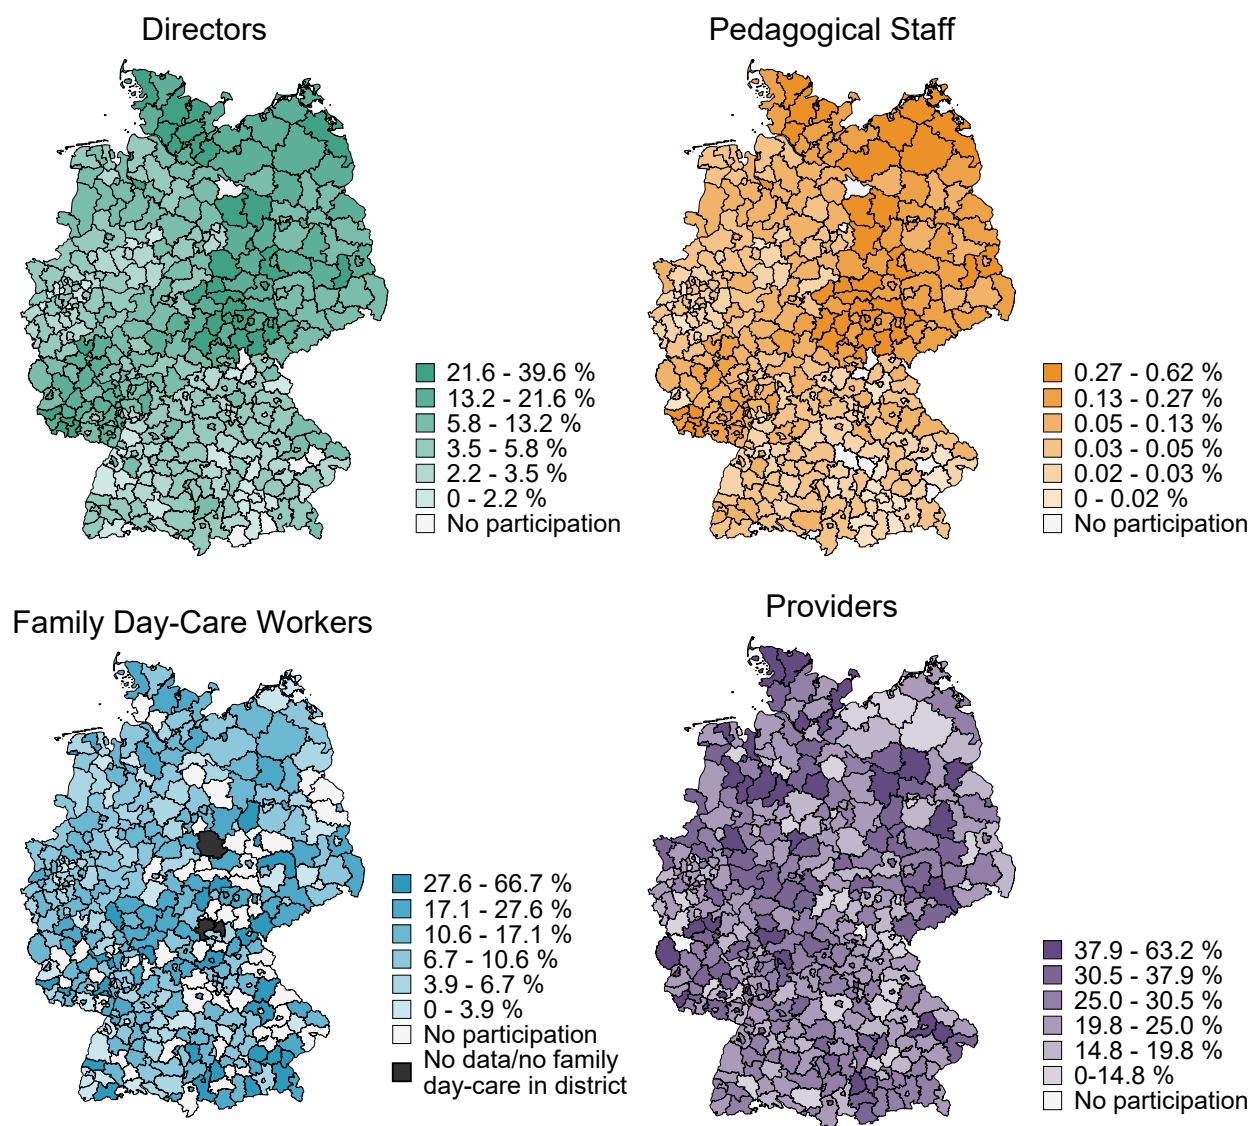 Directors
21.6 - 39.6 %
13.2 - 21.6 %
5.8 - 13.2 %
3.5 - 5.8 %
2.2 - 3.5 %
0 - 2.2 %
No participation
Pedagogical Staff
0.27 - 0.62 %
0.13 - 0.27 %
0.05 - 0.13 %
0.03 - 0.05 %
0.02 - 0.03 %
0 - 0.02 %
No participation
Family Day-Care Workers
27.6 - 66.7 %
17.1 - 27.6 %
10.6 - 17.1 %
6.7 - 10.6 %
3.9 - 6.7 %
0 - 3.9 %
No participation
No data/no family
day-care in district
Providers
37.9 - 63.2 %
30.5 - 37.9 %
25.0 - 30.5 %
19.8 - 25.0 %
14.8 - 19.8 %
0-14.8 %
No participation